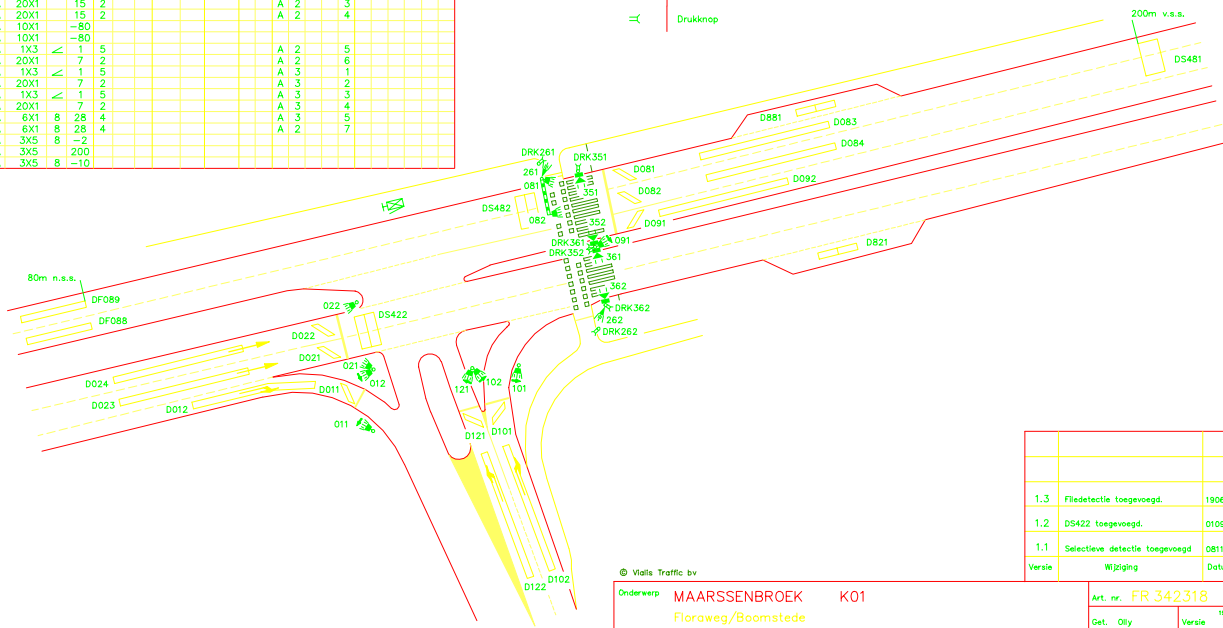 20X1 15 2 A 2 3
20X1 15 2 A 2 4
20X1 -80
10X1 -80
1X3 ∠ 1 5 A 2 5
20X1 7 2 A 2 6
1X3 ∠ 1 5 A 3 1
20X1 7 2 A 3 2
1X3 ∠ 1 5 A 3 3
20X1 7 2 A 3 4
6X1 8 28 4 A 3 5
6X1 8 28 4 A 2 7
3X5 8 -2
3X5 200
3X5 8 -10
Drukknop
200m v.s.s.
DS481
D881
D083
D084
D092
DRK261
DRK351
261
081
351
D081
D082
DS482
082
352
D091
DRK361
091
DRK352
361
D821
80m n.s.s.
DF089
DF088
362
022
DS422
DRK362
262
DRK262
D022
D021
021
012
D024
D023
D012
D011
011
121
102
101
D121
D101
D122
D102
© Vialis Traffic bv
1.3 Filedetectie toegevoegd. 1906
1.2 DS422 toegevoegd. 0109
1.1 Selectieve detectie toegevoegd 0811
Versie Wijziging Datu
Onderwerp MAARSSENBROEK K01
Floraweg/Boomstede
Art. nr. FR 342318
Get. Olly Versie